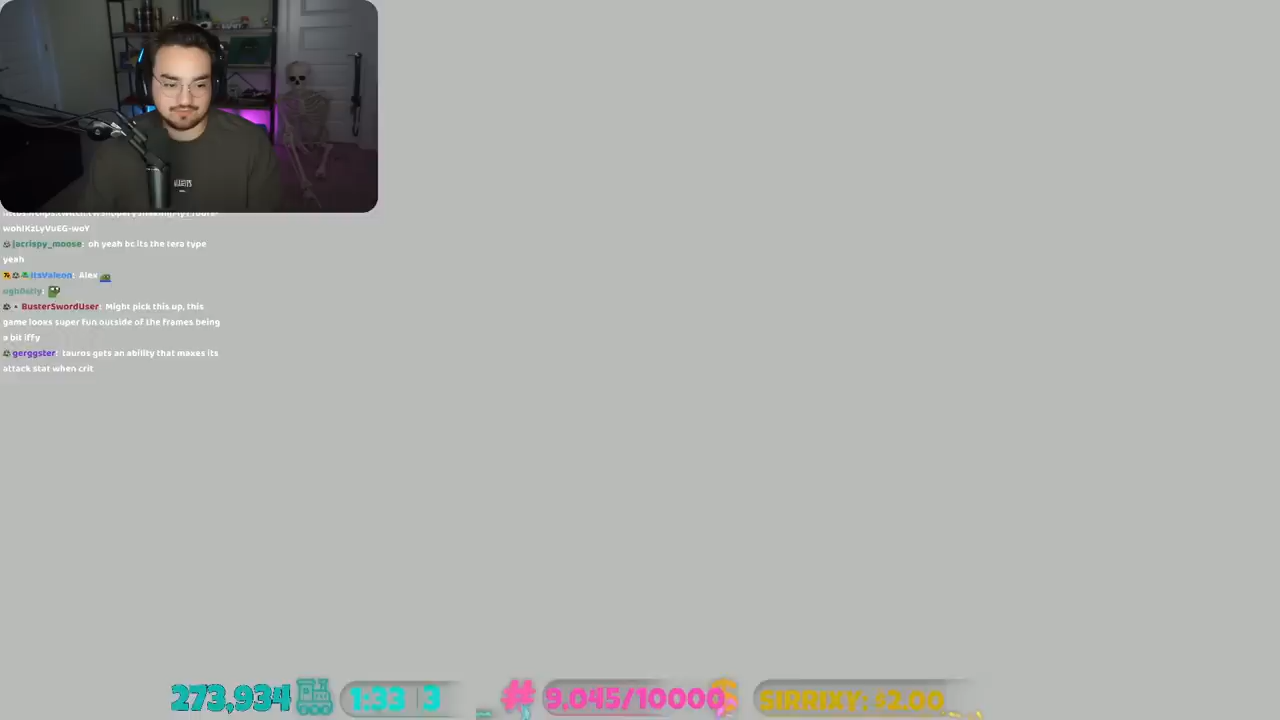 wohIKzLyVuEG-woY
jacrispy_moose: oh yeah bc its the tera type
yeah
ItsValeon: Alex
ughDelly:
BusterSwordUser: Might pick this up, this
game looks super fun outside of the frames being
a bit iffy
gerggster: tauros gets an ability that maxes its
attack stat when crit
273,934 1:33 3 # 9,045/10000 SIRRIXY: $2.00